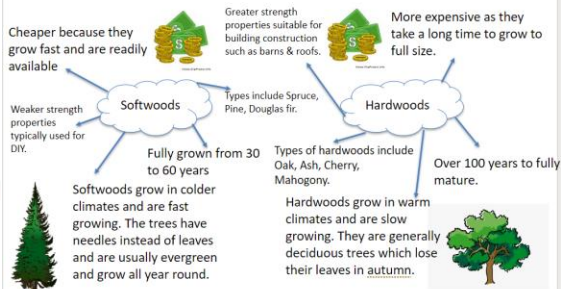 Cheaper because they
grow fast and are readily
available
Greater strength
properties suitable for
building construction
such as barns & roofs.
More expensive as they
take a long time to grow to
full size.
Softwoods
Types include Spruce,
Pine, Douglas fir.
Hardwoods
Weaker strength
properties
typically used for
DIY.
Fully grown from 30
to 60 years
Types of hardwoods include
Oak, Ash, Cherry,
Mahogony.
Over 100 years to fully
mature.
Softwoods grow in colder
climates and are fast
growing. The trees have
needles instead of leaves
and are usually evergreen
and grow all year round.
Hardwoods grow in warm
climates and are slow
growing. They are generally
deciduous trees which lose
their leaves in autumn.